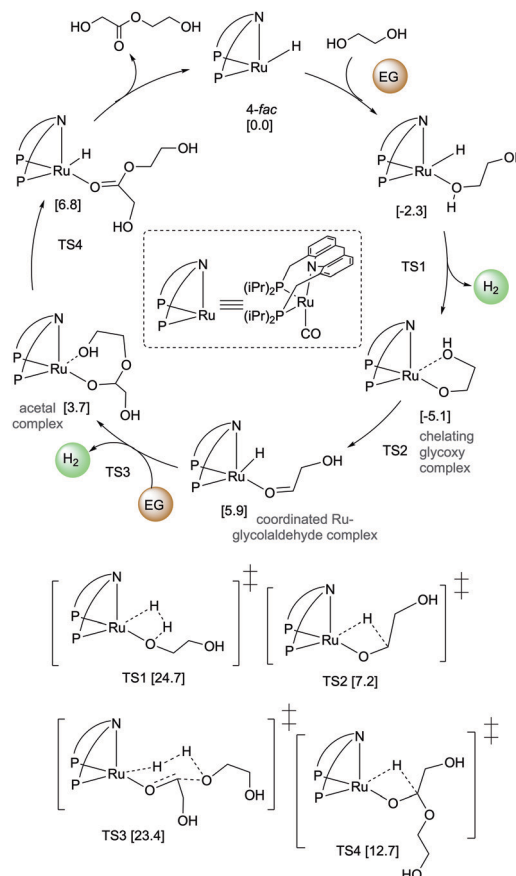 HO
O
O
OH
N
H
P
P
Ru
4-fac
[0.0]
HO
OH
EG
N
H
P
P
Ru
O
H
OH
[-2.3]
TS1
H2
N
H
O
P
P
Ru
O
[-5.1]
chelating
glycoxy
complex
TS2
N
H
OH
P
P
Ru
O
[5.9]
coordinated Ru-
glycolaldehyde complex
H2
TS3
EG
N
OH
P
P
Ru
O
O
OH
acetal
complex
[3.7]
TS4
N
H
OH
P
P
Ru
O
O
HO
[6.8]
N
P
P
Ru
(iPr)2P
N
(iPr)2P
Ru
CO
N
H
H
P
P
Ru
O
OH
‡
TS1 [24.7]
N
H
OH
P
P
Ru
O
‡
TS2 [7.2]
N
H
H
P
P
Ru
O
O
OH
OH
‡
TS3 [23.4]
N
H
OH
P
P
Ru
O
O
HO
‡
TS4 [12.7]